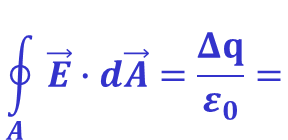 ∮_A E⃗ · dA⃗ = Δq/ε₀ =